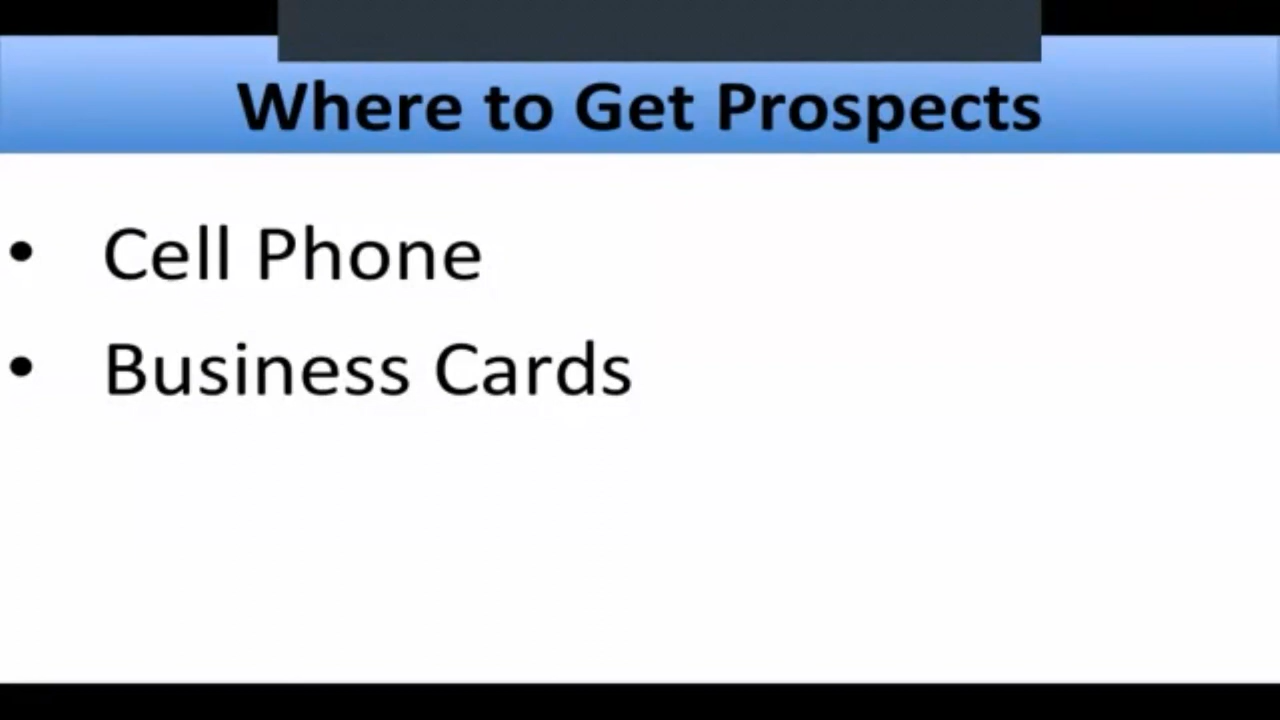 Where to Get Prospects
• Cell Phone
• Business Cards